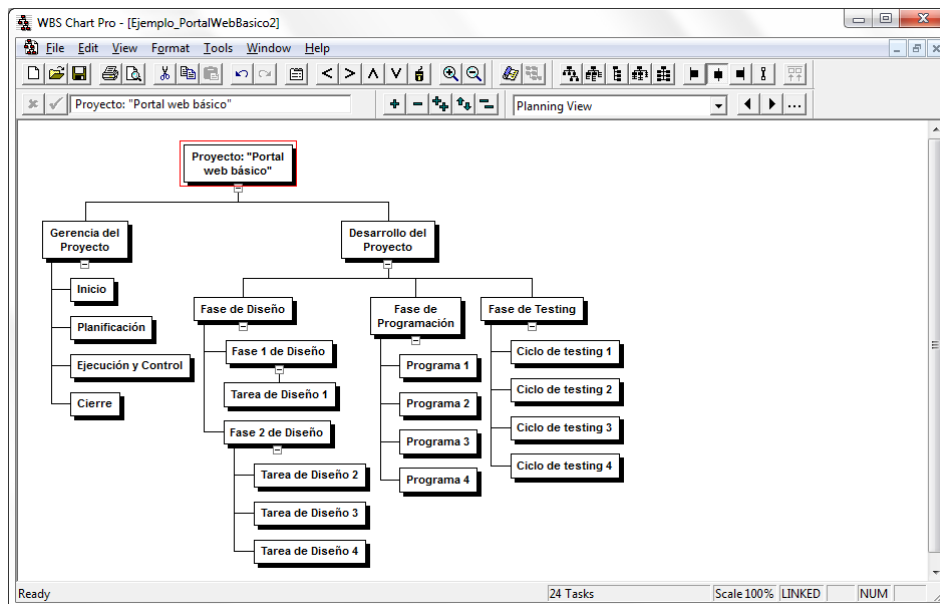 WBS Chart Pro - [Ejemplo_PortalWebBasico2]
File Edit View Format Tools Window Help
Proyecto: "Portal web básico"
Planning View
Proyecto: "Portal
web básico"
Gerencia del
Proyecto
Desarrollo del
Proyecto
Inicio
Planificación
Ejecución y Control
Cierre
Fase de Diseño
Fase 1 de Diseño
Tarea de Diseño 1
Fase 2 de Diseño
Tarea de Diseño 2
Tarea de Diseño 3
Tarea de Diseño 4
Fase de
Programación
Programa 1
Programa 2
Programa 3
Programa 4
Fase de Testing
Ciclo de testing 1
Ciclo de testing 2
Ciclo de testing 3
Ciclo de testing 4
Ready
24 Tasks
Scale 100%
LINKED
NUM